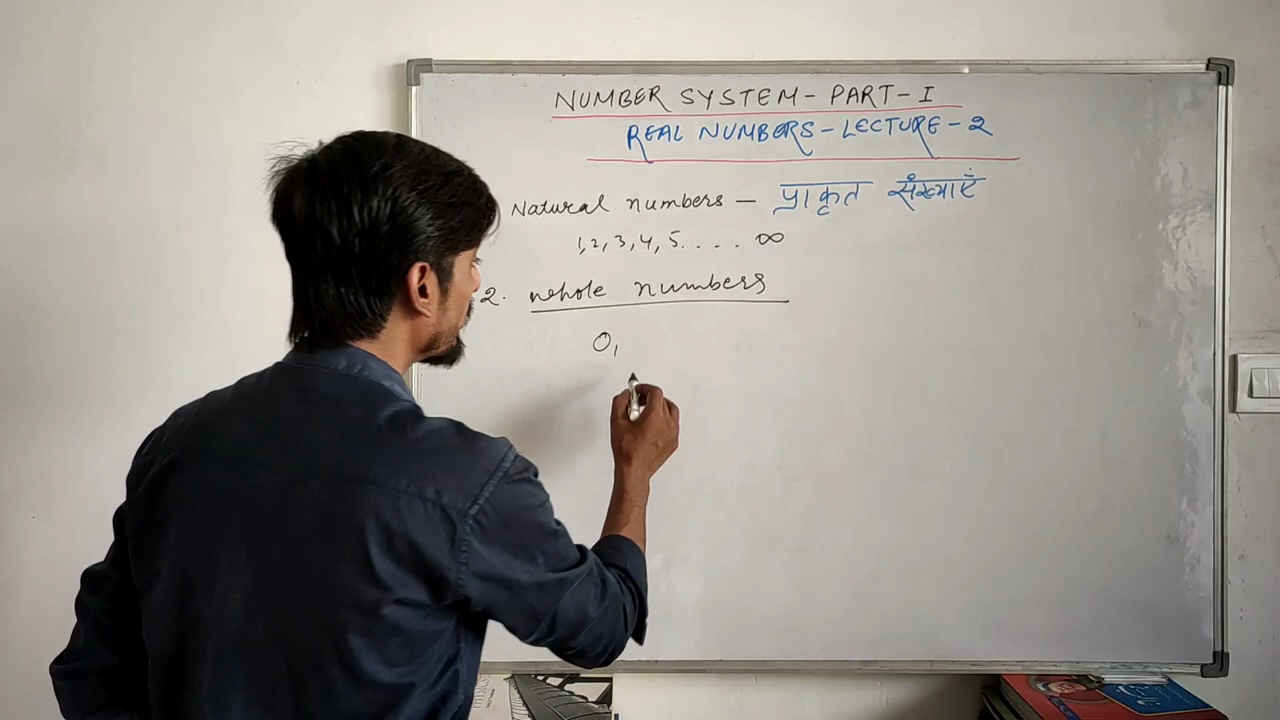 NUMBER SYSTEM - PART - I
REAL NUMBERS - LECTURE - 2
Natural numbers — प्राकृत संख्याएं
1, 2, 3, 4, 5 . . . . ∞
2. whole numbers
0,